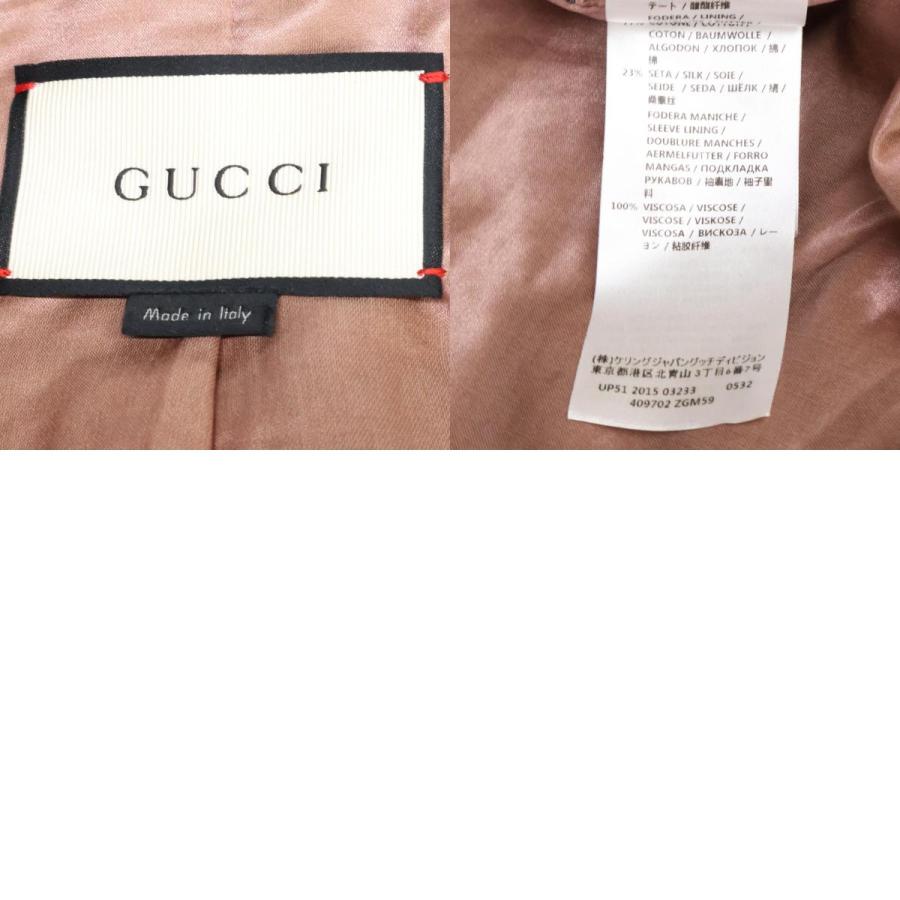 GUCCI
Made in Italy
テート / 醋酯纤维
FODERA / LINING /
COTON / BAUMWOLLE /
ALGODON / ХЛОПОК / 綿 /
棉
23% SETA / SILK / SOIE /
SEIDE / SEDA / ШЁЛК / 絹 /
桑蚕丝
FODERA MANICHE /
SLEEVE LINING /
DOUBLURE MANCHES /
AERMELFUTTER / FORRO
MANGAS / ПОДКЛАДКА
РУКАВОВ / 袖裏地 / 袖子里
料
100% VISCOSA / VISCOSE /
VISCOSE / VISKOSE /
VISCOSA / ВИСКОЗА / レー
ヨン / 粘胶纤维
(株)ケリングジャパングッチディビジョン
東京都港区北青山3丁目6番7号
UP51 2015 03233 0532
409702 ZGM59